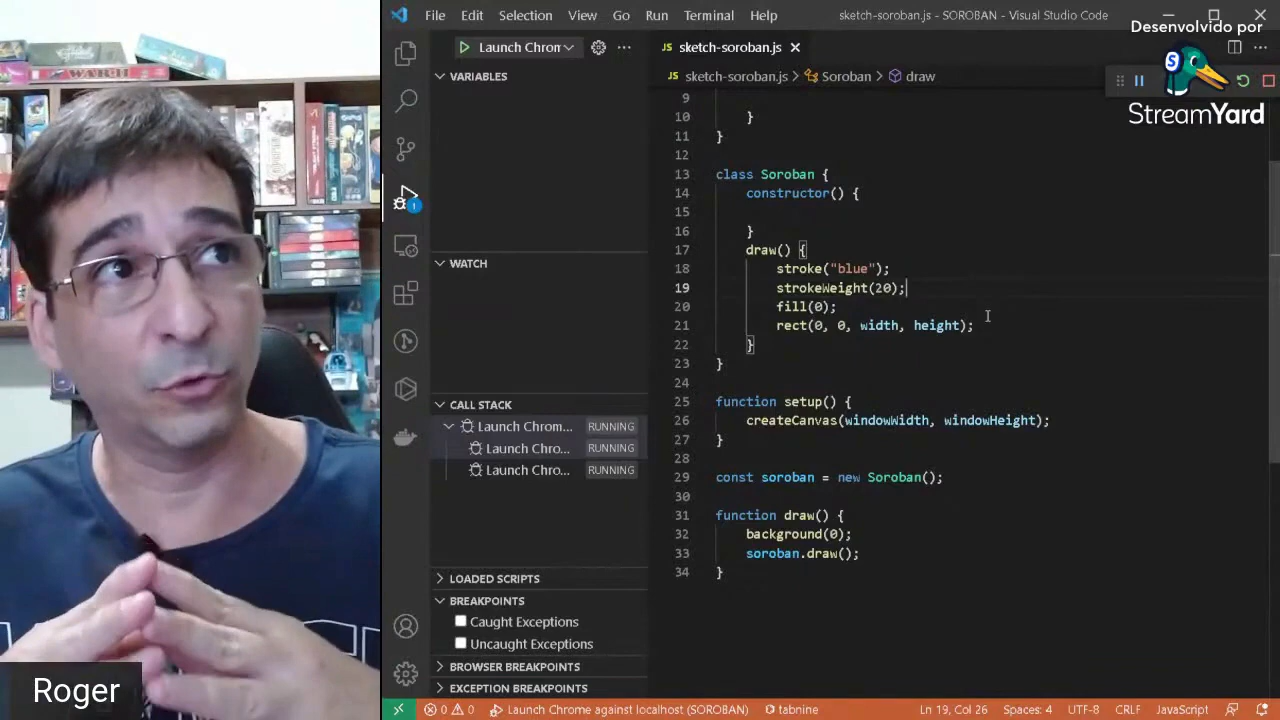 File Edit Selection View Go Run Terminal Help
sketch-soroban.js - SOROBAN - Visual Studio Code
Desenvolvido por
StreamYard
Launch Chrom
sketch-soroban.js
sketch-soroban.js > Soroban > draw
VARIABLES
WATCH
CALL STACK
Launch Chrom... RUNNING
Launch Chro... RUNNING
Launch Chro... RUNNING
LOADED SCRIPTS
BREAKPOINTS
Caught Exceptions
Uncaught Exceptions
BROWSER BREAKPOINTS
EXCEPTION BREAKPOINTS
1
9
10 }
11 }
12
13 class Soroban {
14 constructor() {
15
16 }
17 draw() {
18 stroke("blue");
19 strokeWeight(20);
20 fill(0);
21 rect(0, 0, width, height);
22 }
23 }
24
25 function setup() {
26 createCanvas(windowWidth, windowHeight);
27 }
28
29 const soroban = new Soroban();
30
31 function draw() {
32 background(0);
33 soroban.draw();
34 }
Roger
0 0 Launch Chrome against localhost (SOROBAN) tabnine Ln 19, Col 26 Spaces: 4 UTF-8 CRLF JavaScript